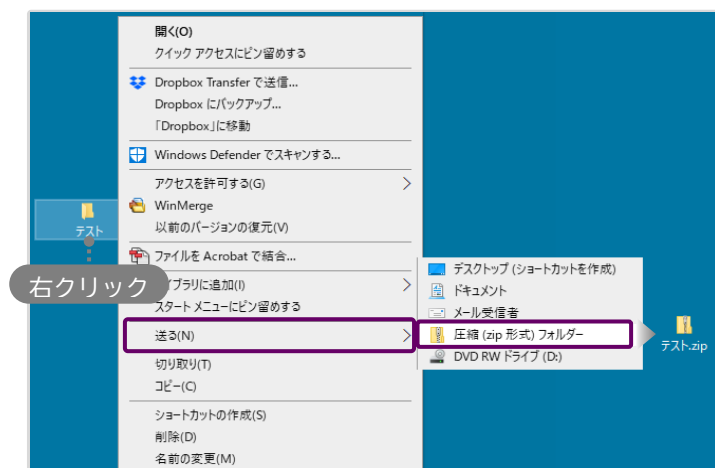 開く(O)
クイック アクセスにピン留めする
Dropbox Transfer で送信...
Dropbox にバックアップ...
「Dropbox」に移動
Windows Defender でスキャンする...
アクセスを許可する(G)
WinMerge
以前のバージョンの復元(V)
テスト
ファイルを Acrobat で結合...
右クリック
イブラリに追加(I)
スタート メニューにピン留めする
送る(N)
切り取り(T)
コピー(C)
ショートカットの作成(S)
削除(D)
名前の変更(M)
デスクトップ (ショートカットを作成)
ドキュメント
メール受信者
圧縮 (zip 形式) フォルダー
DVD RW ドライブ (D:)
テスト.zip